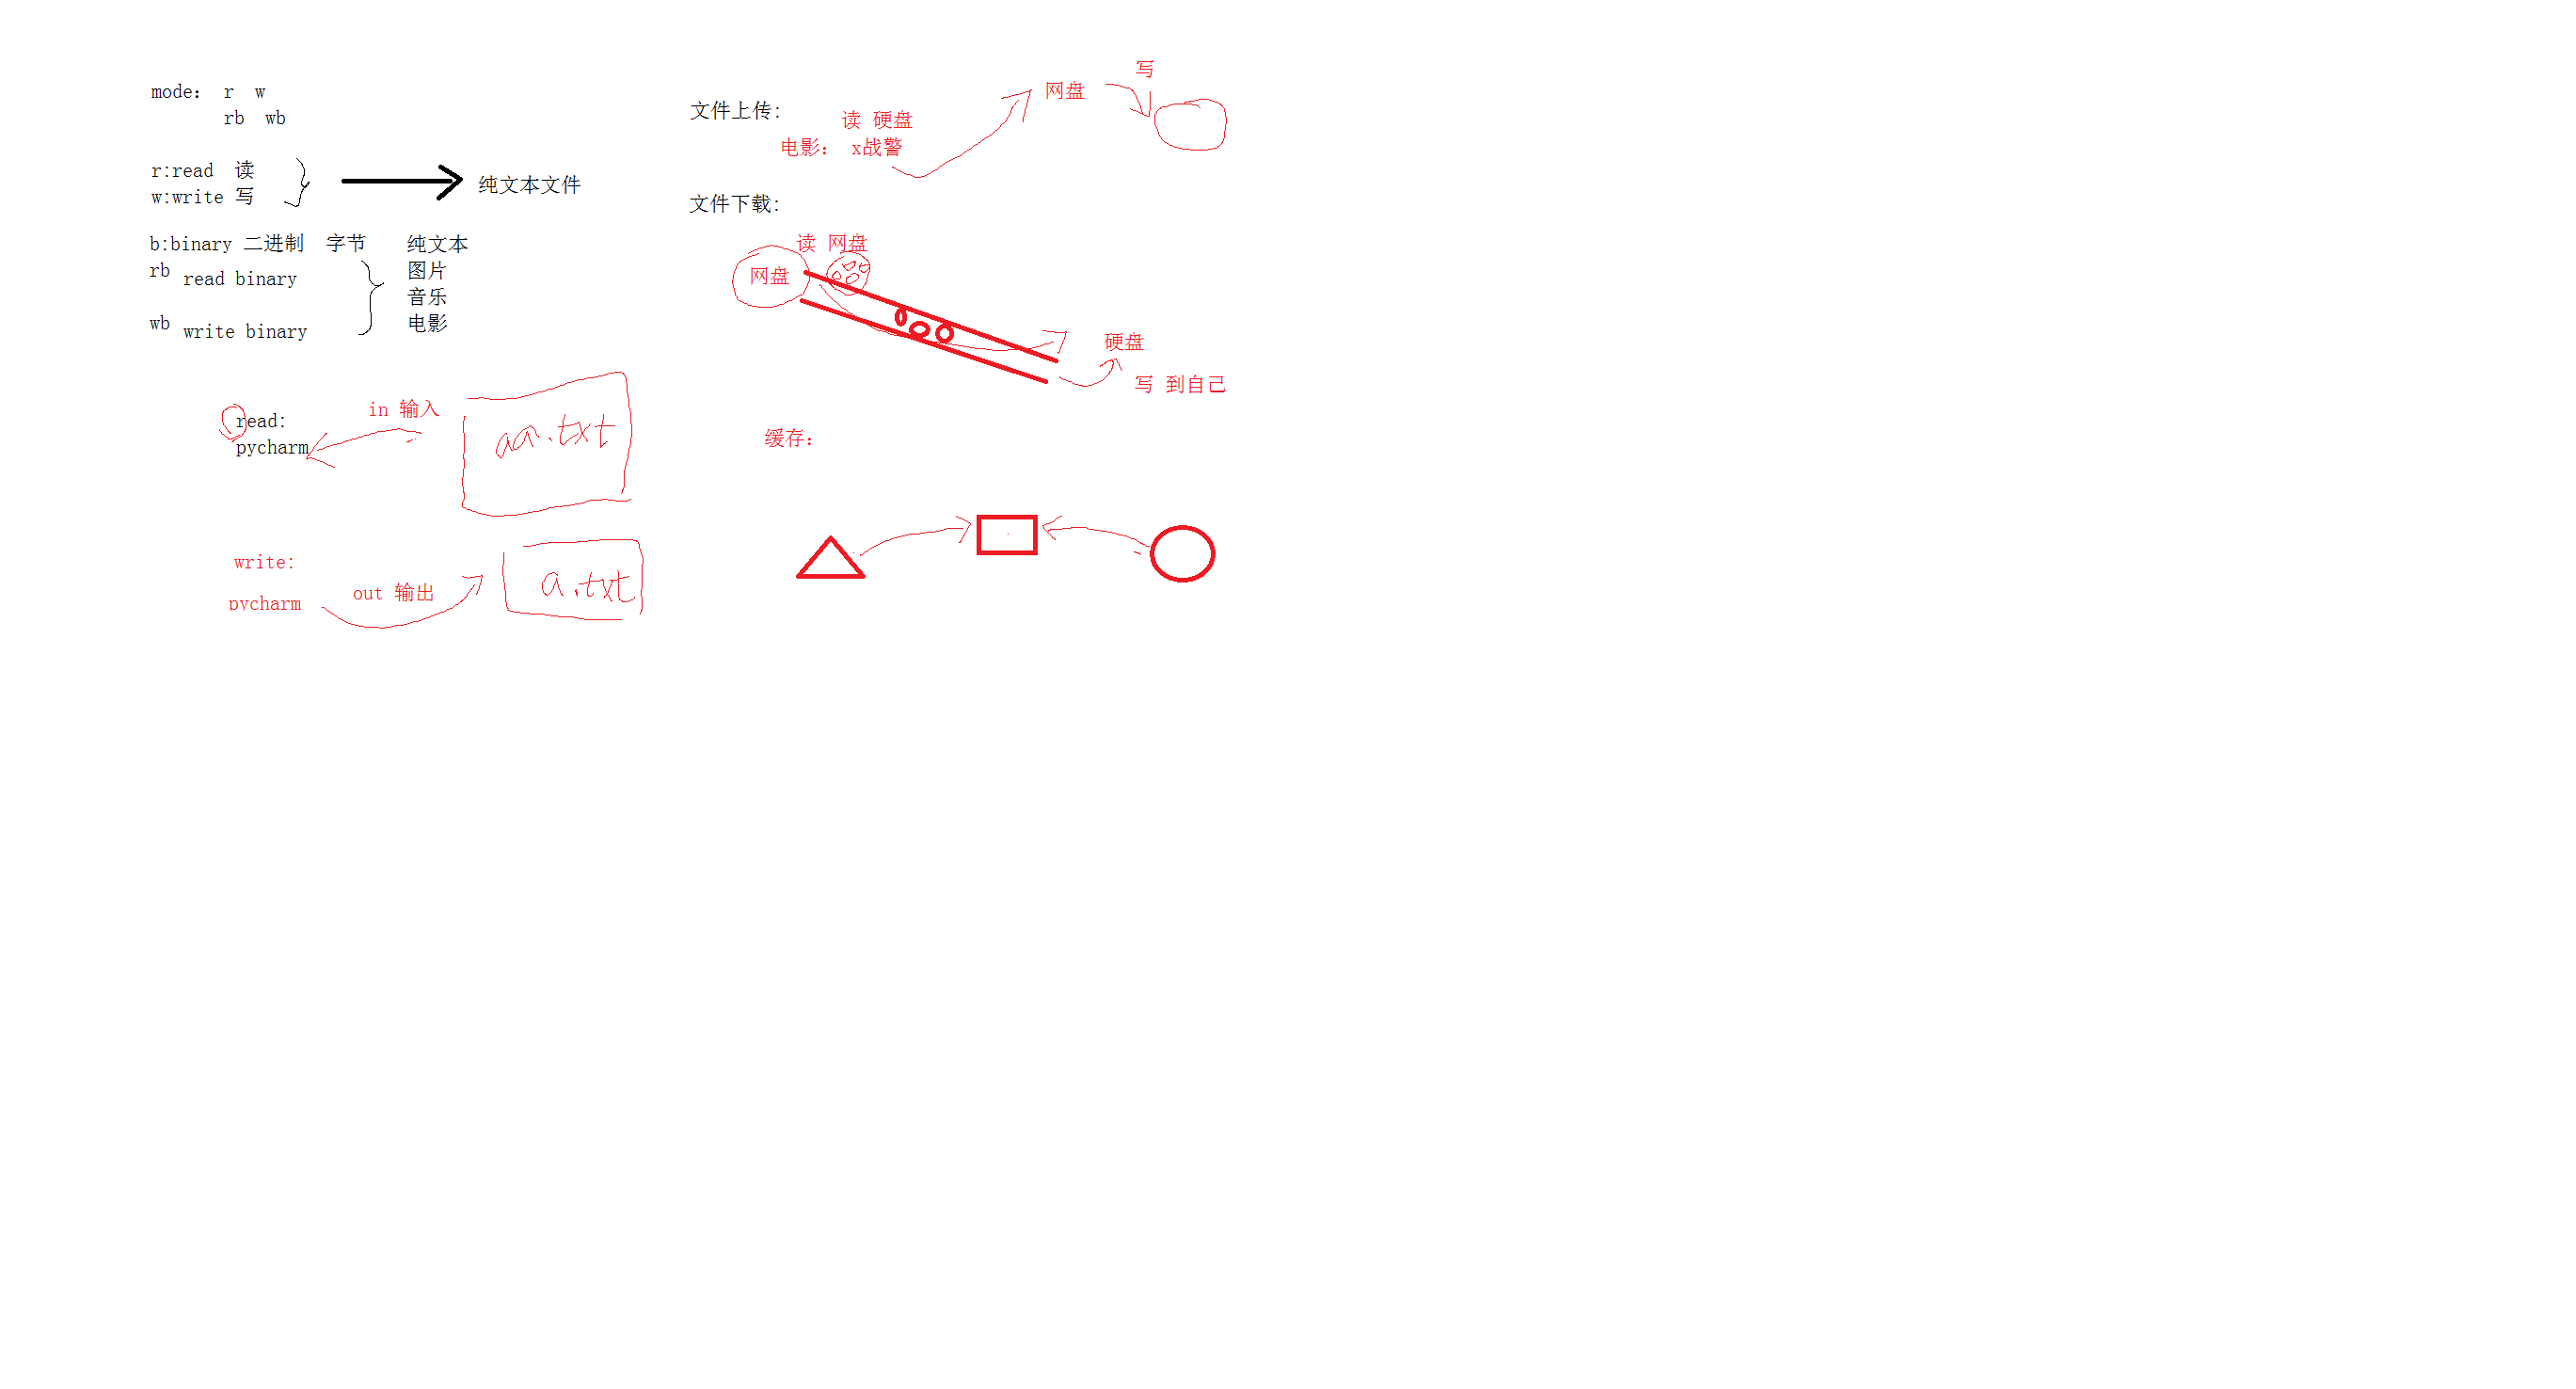 mode： r w
rb wb
r:read 读
w:write 写
纯文本文件
b:binary 二进制 字节 纯文本
rb read binary 图片
音乐
wb write binary 电影
read:
pycharm
in 输入
aa.txt
write:
pycharm
out 输出
a.txt
文件上传：
读 硬盘
电影： x战警
网盘
写
文件下载：
读 网盘
网盘
硬盘
写 到自己
缓存：